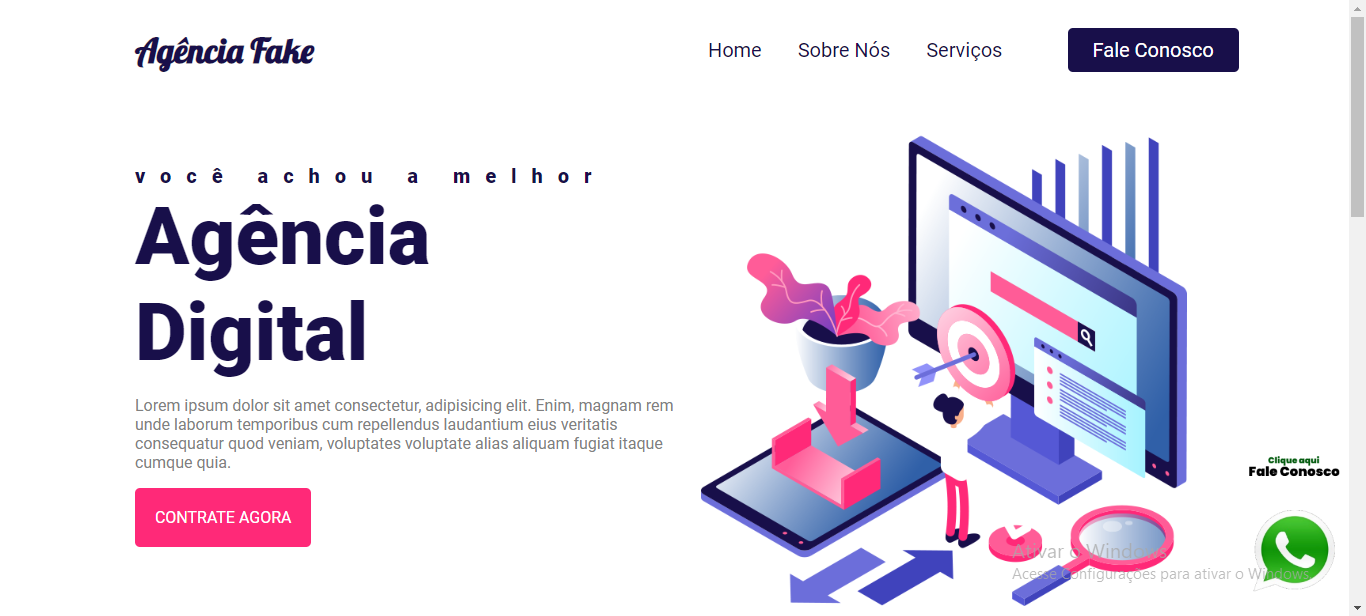 Agência Fake
Home Sobre Nós Serviços Fale Conosco
você achou a melhor
Agência
Digital
Lorem ipsum dolor sit amet consectetur, adipisicing elit. Enim, magnam rem
unde laborum temporibus cum repellendus laudantium eius veritatis
consequatur quod veniam, voluptates voluptate alias aliquam fugiat itaque
cumque quia.
CONTRATE AGORA
Clique aqui
Fale Conosco
Ativar o Windows
Acesse Configurações para ativar o Windows.